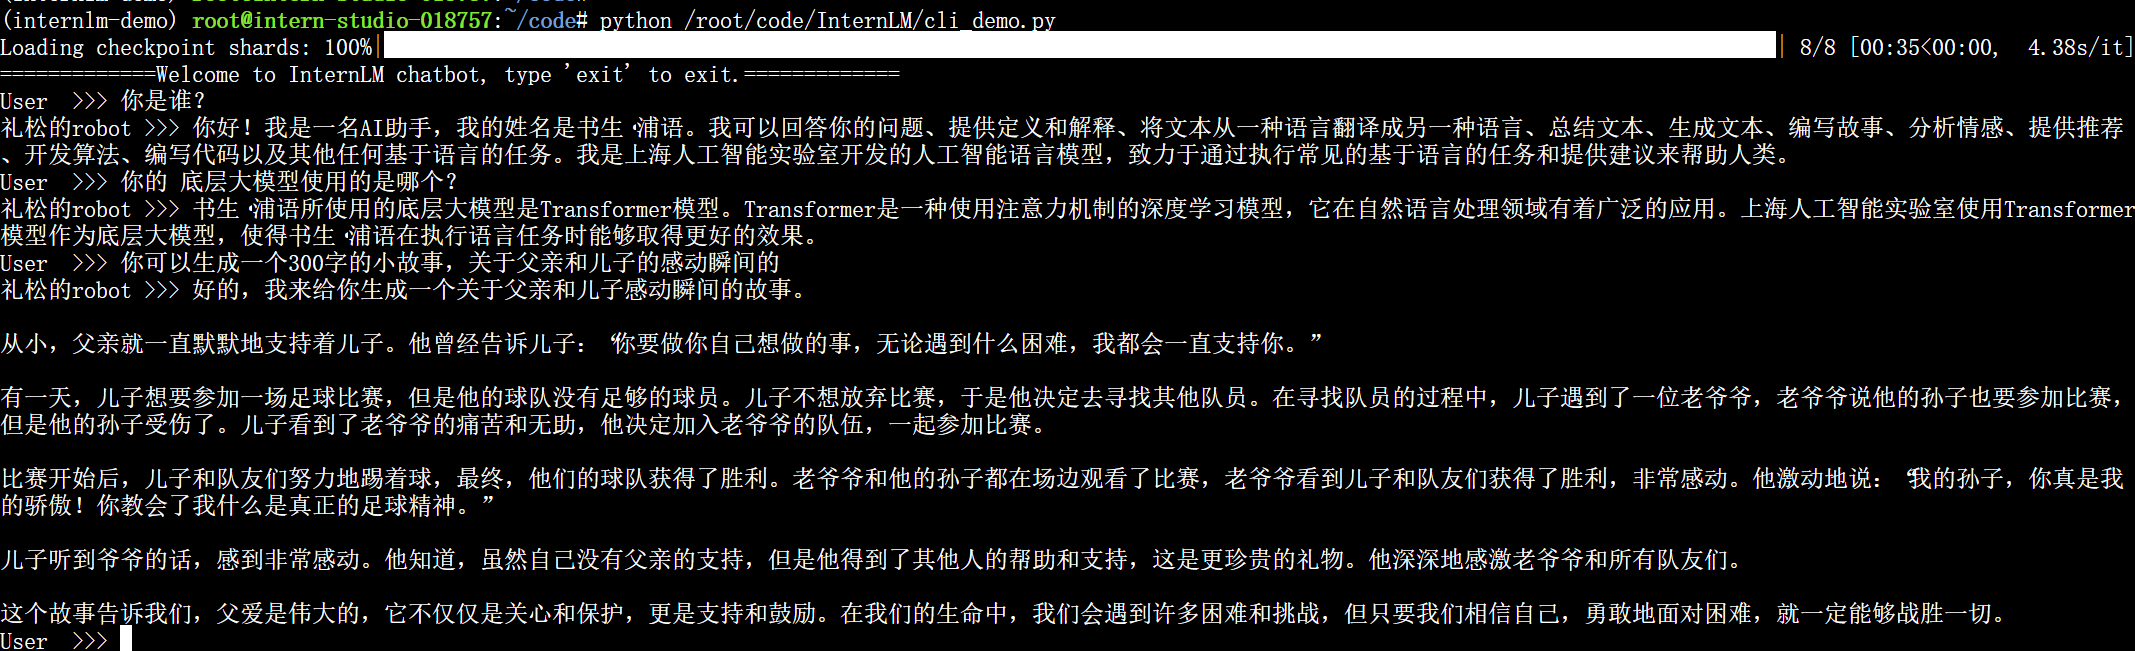 (internlm-demo) root@intern-studio-018757:~/code# python /root/code/InternLM/cli_demo.py
Loading checkpoint shards: 100%| | 8/8 [00:35<00:00,  4.38s/it]
=============Welcome to InternLM chatbot, type 'exit' to exit.=============
User  >>> 你是谁？
礼松的robot >>> 你好！我是一名AI助手，我的姓名是书生·浦语。我可以回答你的问题、提供定义和解释、将文本从一种语言翻译成另一种语言、总结文本、生成文本、编写故事、分析情感、提供推荐
、开发算法、编写代码以及其他任何基于语言的任务。我是上海人工智能实验室开发的人工智能语言模型，致力于通过执行常见的基于语言的任务和提供建议来帮助人类。
User  >>> 你的 底层大模型使用的是哪个？
礼松的robot >>> 书生·浦语所使用的底层大模型是Transformer模型。Transformer是一种使用注意力机制的深度学习模型，它在自然语言处理领域有着广泛的应用。上海人工智能实验室使用Transformer
模型作为底层大模型，使得书生·浦语在执行语言任务时能够取得更好的效果。
User  >>> 你可以生成一个300字的小故事，关于父亲和儿子的感动瞬间的
礼松的robot >>> 好的，我来给你生成一个关于父亲和儿子感动瞬间的故事。
从小，父亲就一直默默地支持着儿子。他曾经告诉儿子：“你要做你自己想做的事，无论遇到什么困难，我都会一直支持你。”
有一天，儿子想要参加一场足球比赛，但是他的球队没有足够的球员。儿子不想放弃比赛，于是他决定去寻找其他队员。在寻找队员的过程中，儿子遇到了一位老爷爷，老爷爷说他的孙子也要参加比赛，
但是他的孙子受伤了。儿子看到了老爷爷的痛苦和无助，他决定加入老爷爷的队伍，一起参加比赛。
比赛开始后，儿子和队友们努力地踢着球，最终，他们的球队获得了胜利。老爷爷和他的孙子都在场边观看了比赛，老爷爷看到儿子和队友们获得了胜利，非常感动。他激动地说：“我的孙子，你真是我
的骄傲！你教会了我什么是真正的足球精神。”
儿子听到爷爷的话，感到非常感动。他知道，虽然自己没有父亲的支持，但是他得到了其他人的帮助和支持，这是更珍贵的礼物。他深深地感激老爷爷和所有队友们。
这个故事告诉我们，父爱是伟大的，它不仅仅是关心和保护，更是支持和鼓励。在我们的生命中，我们会遇到许多困难和挑战，但只要我们相信自己，勇敢地面对困难，就一定能够战胜一切。
User  >>>